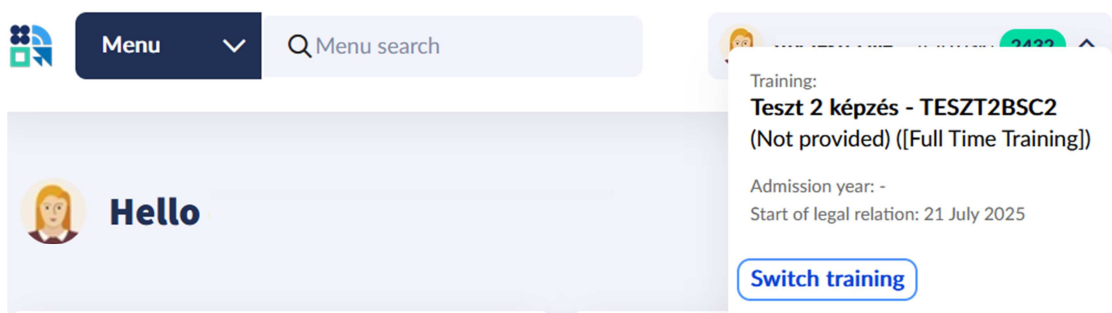 Menu
Menu search
2432
Training:
Teszt 2 képzés - TESZT2BSC2
(Not provided) ([Full Time Training])
Admission year: -
Start of legal relation: 21 July 2025
Hello
Switch training